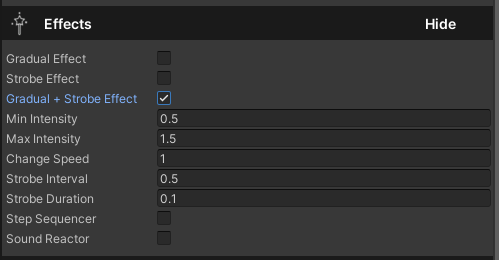 Effects Hide
Gradual Effect
Strobe Effect
Gradual + Strobe Effect
Min Intensity 0.5
Max Intensity 1.5
Change Speed 1
Strobe Interval 0.5
Strobe Duration 0.1
Step Sequencer
Sound Reactor